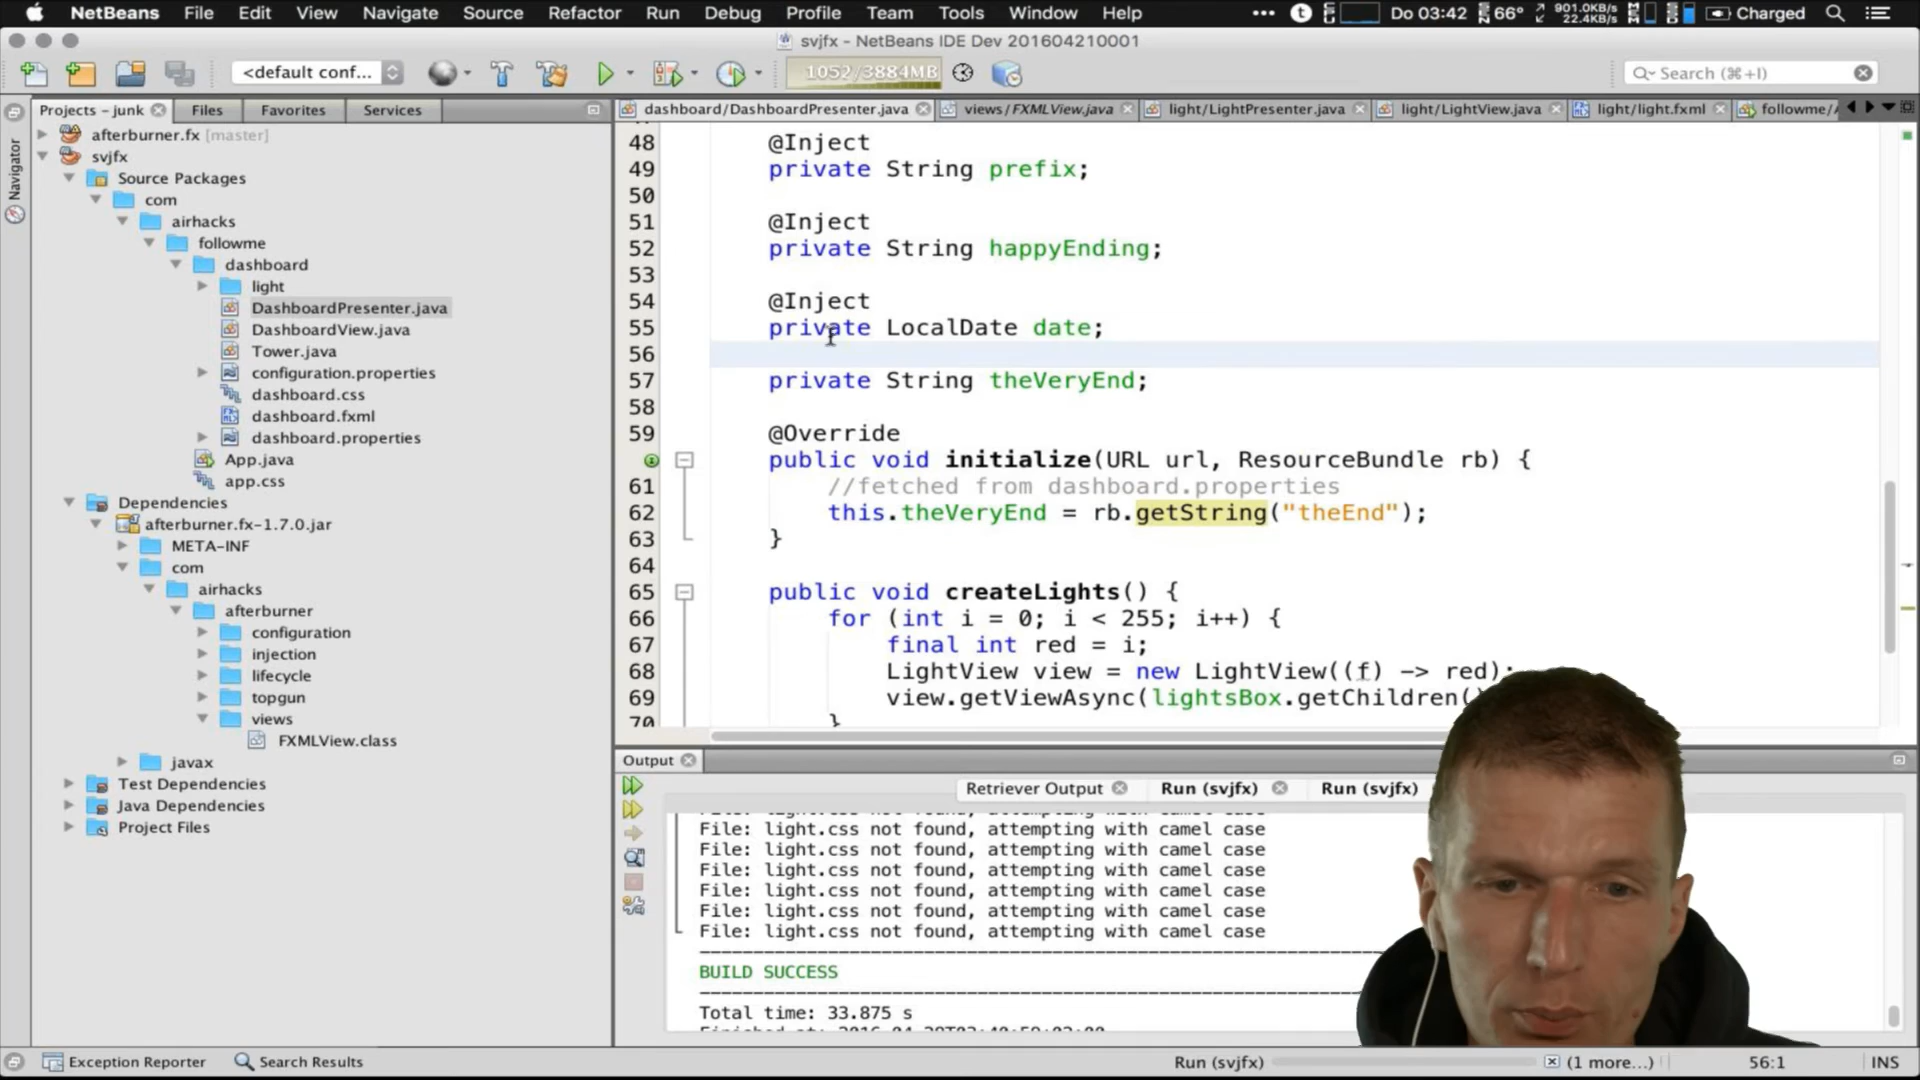 NetBeans File Edit View Navigate Source Refactor Run Debug Profile Team Tools Window Help ••• Do 03:42 66° 901.0KB/s 22.4KB/s Charged
svjfx - NetBeans IDE Dev 201604210001
<default conf... 1052/3884MB Search (⌘+I)
Projects - junk Files Favorites Services
afterburner.fx [master]
svjfx
Source Packages
com
airhacks
followme
dashboard
light
DashboardPresenter.java
DashboardView.java
Tower.java
configuration.properties
dashboard.css
dashboard.fxml
dashboard.properties
App.java
app.css
Dependencies
afterburner.fx-1.7.0.jar
META-INF
com
airhacks
afterburner
configuration
injection
lifecycle
topgun
views
FXMLView.class
javax
Test Dependencies
Java Dependencies
Project Files
Navigator
dashboard/DashboardPresenter.java views/FXMLView.java light/LightPresenter.java light/LightView.java light/light.fxml followme/
48 @Inject
49 private String prefix;
50
51 @Inject
52 private String happyEnding;
53
54 @Inject
55 private LocalDate date;
56
57 private String theVeryEnd;
58
59 @Override
public void initialize(URL url, ResourceBundle rb) {
61 //fetched from dashboard.properties
62 this.theVeryEnd = rb.getString("theEnd");
63 }
64
65 public void createLights() {
66 for (int i = 0; i < 255; i++) {
67 final int red = i;
68 LightView view = new LightView((f) -> red);
69 view.getViewAsync(lightsBox.getChildren(
70 }
Output
Retriever Output Run (svjfx) Run (svjfx)
File: light.css not found, attempting with camel case
File: light.css not found, attempting with camel case
File: light.css not found, attempting with camel case
File: light.css not found, attempting with camel case
File: light.css not found, attempting with camel case
File: light.css not found, attempting with camel case
BUILD SUCCESS
Total time: 33.875 s
Exception Reporter Search Results Run (svjfx) (1 more...) 56:1 INS